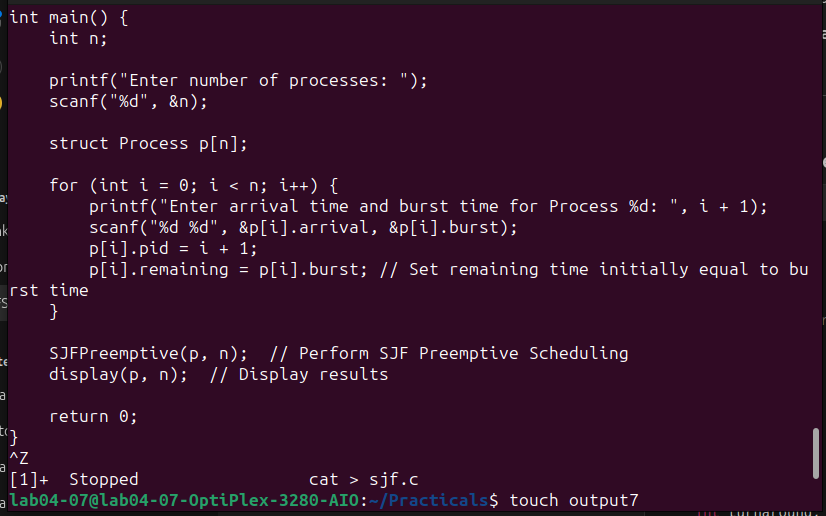 int main() {
    int n;

    printf("Enter number of processes: ");
    scanf("%d", &n);

    struct Process p[n];

    for (int i = 0; i < n; i++) {
        printf("Enter arrival time and burst time for Process %d: ", i + 1);
        scanf("%d %d", &p[i].arrival, &p[i].burst);
        p[i].pid = i + 1;
        p[i].remaining = p[i].burst; // Set remaining time initially equal to bu
rst time
    }

    SJFPreemptive(p, n);  // Perform SJF Preemptive Scheduling
    display(p, n);  // Display results

    return 0;
}
^Z
[1]+  Stopped                 cat > sjf.c
lab04-07@lab04-07-OptiPlex-3280-AIO:~/Practicals$ touch output7